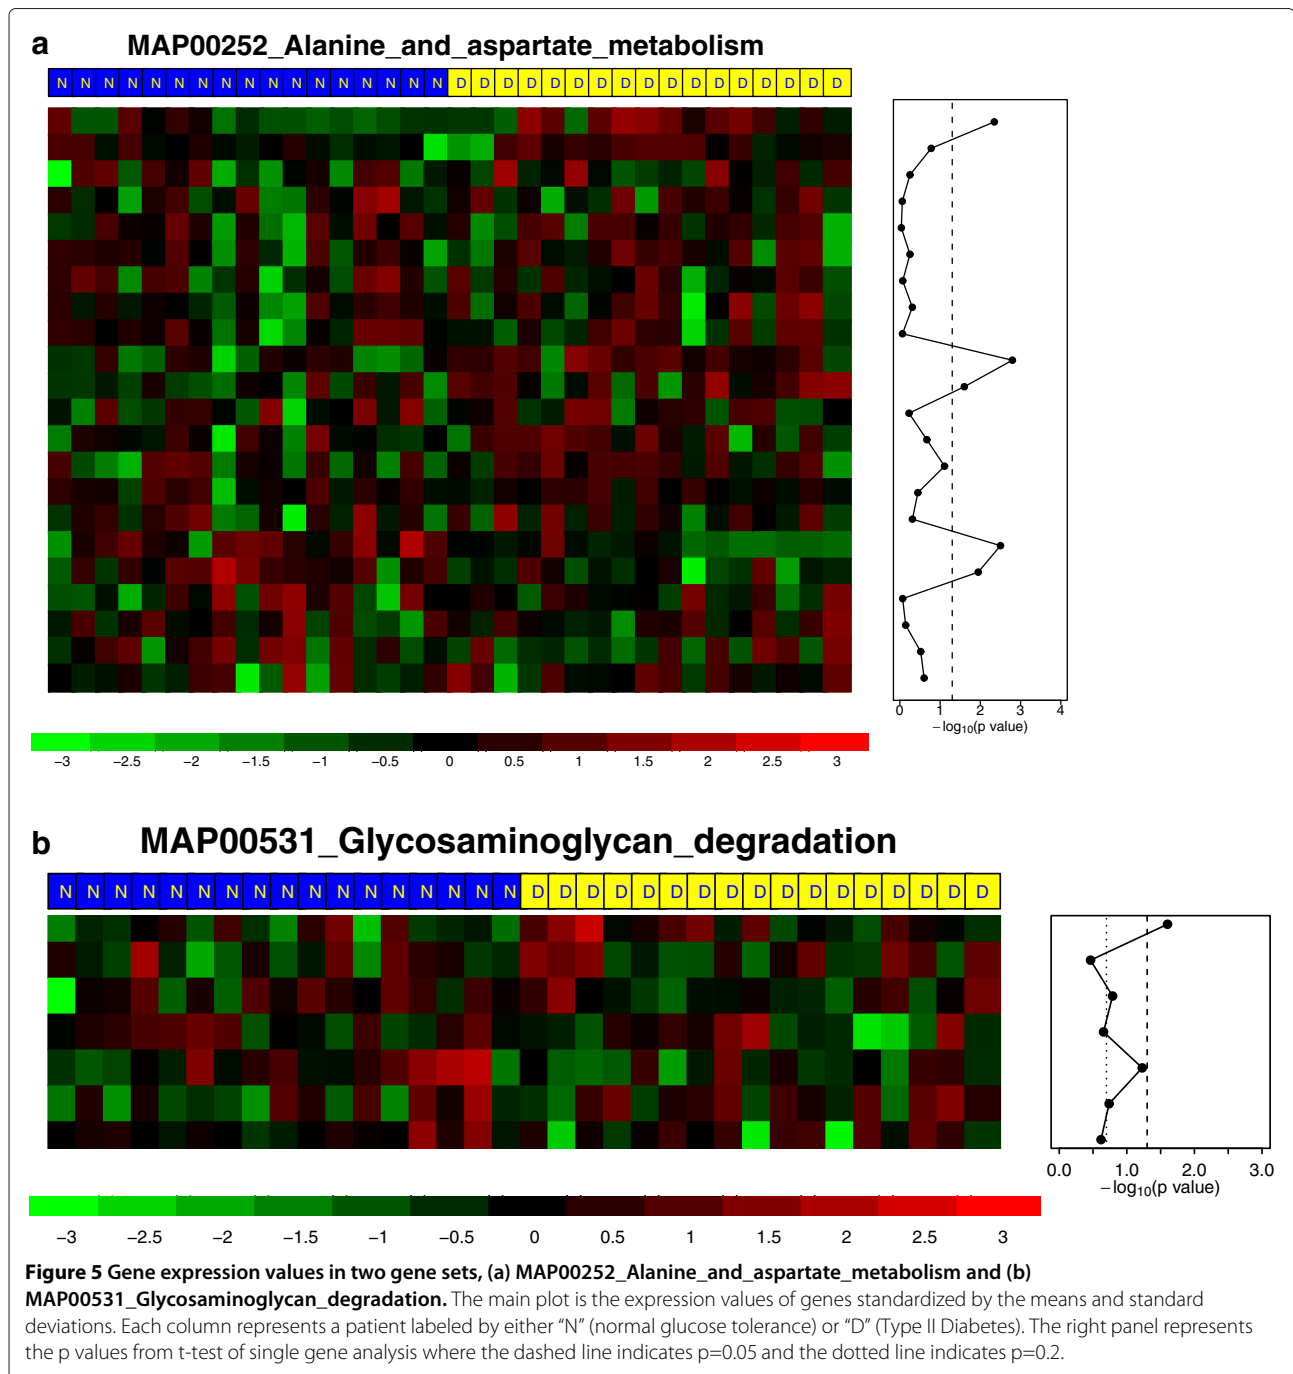 a
MAP00252_Alanine_and_aspartate_metabolism
N N N N N N N N N N N N N N N N N D D D D D D D D D D D D D D D D D
0 1 2 3 4
−log10(p value)
−3 −2.5 −2 −1.5 −1 −0.5 0 0.5 1 1.5 2 2.5 3
b
MAP00531_Glycosaminoglycan_degradation
N N N N N N N N N N N N N N N N N D D D D D D D D D D D D D D D D D
0.0 1.0 2.0 3.0
−log10(p value)
−3 −2.5 −2 −1.5 −1 −0.5 0 0.5 1 1.5 2 2.5 3
Figure 5 Gene expression values in two gene sets, (a) MAP00252_Alanine_and_aspartate_metabolism and (b)
MAP00531_Glycosaminoglycan_degradation. The main plot is the expression values of genes standardized by the means and standard
deviations. Each column represents a patient labeled by either “N” (normal glucose tolerance) or “D” (Type II Diabetes). The right panel represents
the p values from t-test of single gene analysis where the dashed line indicates p=0.05 and the dotted line indicates p=0.2.